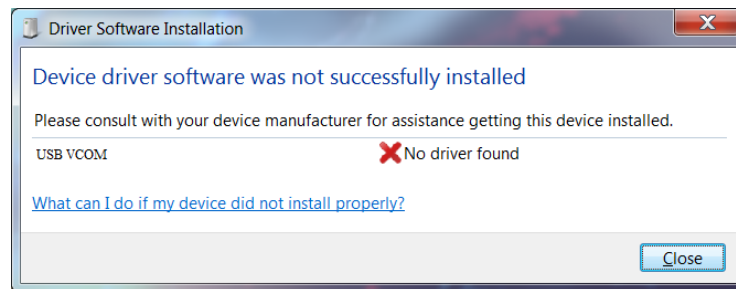 Driver Software Installation
Device driver software was not successfully installed
Please consult with your device manufacturer for assistance getting this device installed.
USB VCOM No driver found
What can I do if my device did not install properly?
Close